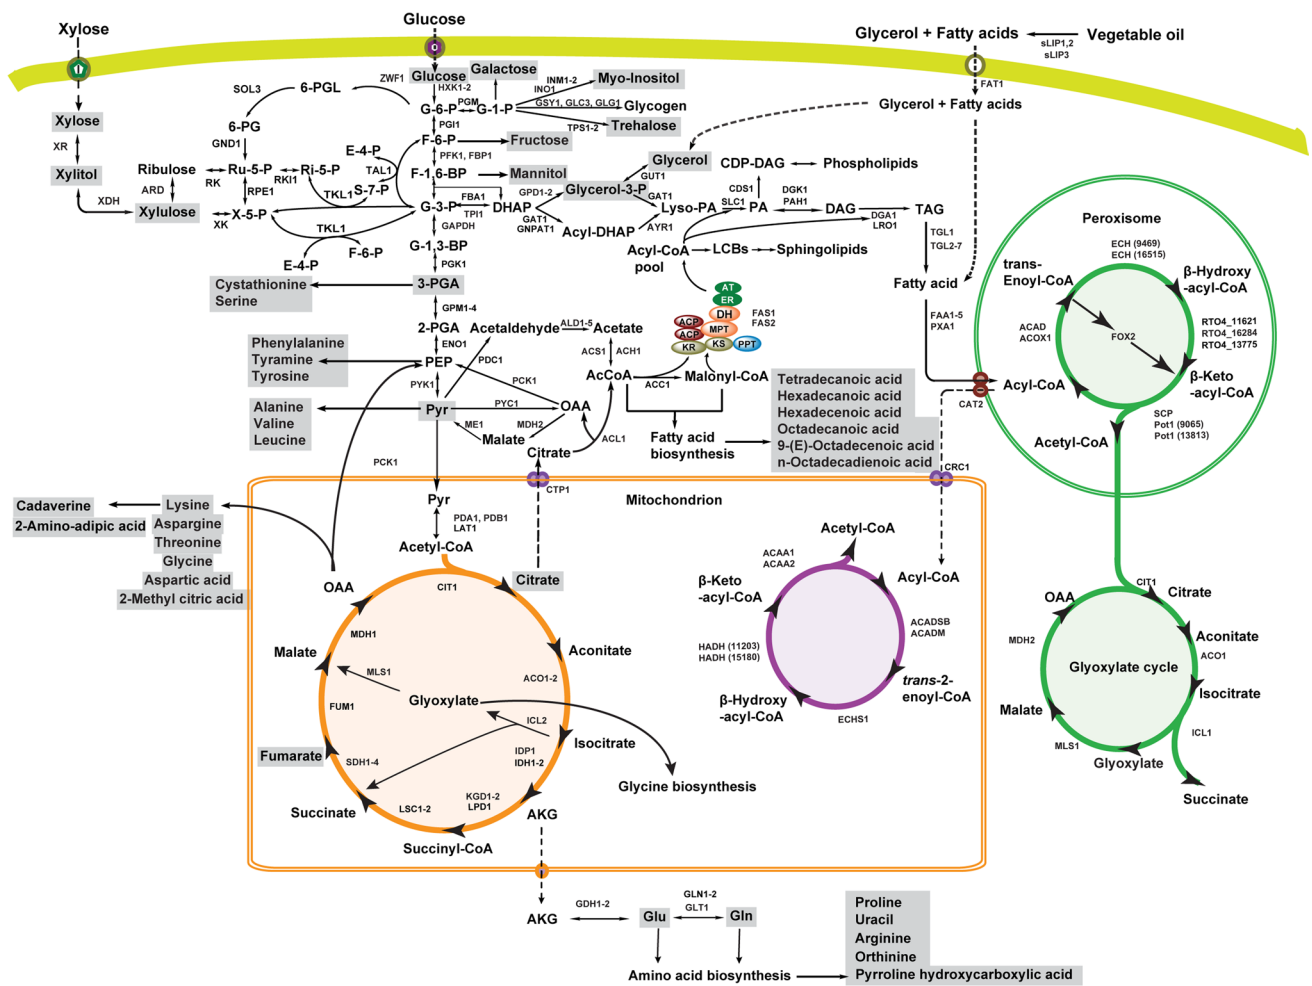 Xylose
Glucose
Glycerol + Fatty acids
Vegetable oil
sLIP1,2
sLIP3
FAT1
Glycerol + Fatty acids
Glucose
HXK1-2
Galactose
INM1-2
INO1
Myo-Inositol
ZWF1
6-PGL
SOL3
G-6-P
PGM
G-1-P
GSY1, GLC3, GLG1
Glycogen
TPS1-2
Trehalose
Xylose
6-PG
GND1
PGI1
F-6-P
Fructose
XR
E-4-P
PFK1, FBP1
Glycerol
CDP-DAG
Phospholipids
Xylitol
Ribulose
RK
Ru-5-P
RKI1
Ri-5-P
TAL1
F-1,6-BP
Mannitol
GUT1
ARD
RPE1
TKL1
S-7-P
FBA1
GPD1-2
Glycerol-3-P
CDS1
DGK1
PAH1
XDH
Xylulose
XK
X-5-P
G-3-P
TPI1
DHAP
GAT1
Lyso-PA
SLC1
PA
DAG
DGA1
LRO1
TAG
GAPDH
GAT1
GNPAT1
Acyl-DHAP
AYR1
TKL1
F-6-P
E-4-P
G-1,3-BP
PGK1
Acyl-CoA
pool
LCBs
Sphingolipids
TGL1
TGL2-7
Peroxisome
ECH (9469)
ECH (16515)
trans-
Enoyl-CoA
β-Hydroxy
-acyl-CoA
Cystathionine
Serine
3-PGA
AT
ER
DH
ACP
ACP
MPT
KR
KS
PPT
FAS1
FAS2
Fatty acid
GPM1-4
2-PGA
Acetaldehyde
ALD1-5
Acetate
FAA1-5
PXA1
ACAD
ACOX1
FOX2
RTO4_11621
RTO4_16284
RTO4_13775
ENO1
Phenylalanine
Tyramine
Tyrosine
PEP
PDC1
ACS1
ACH1
AcCoA
ACC1
Malonyl-CoA
PYK1
PCK1
Acyl-CoA
CAT2
β-Keto
-acyl-CoA
Tetradecanoic acid
Hexadecanoic acid
Hexadecenoic acid
Octadecanoic acid
9-(E)-Octadecenoic acid
n-Octadecadienoic acid
Alanine
Valine
Leucine
Pyr
PYC1
OAA
ME1
Malate
MDH2
ACL1
Fatty acid
biosynthesis
SCP
Pot1 (9065)
Pot1 (13813)
Acetyl-CoA
PCK1
Citrate
CTP1
CRC1
Mitochondrion
Cadaverine
2-Amino-adipic acid
Lysine
Aspargine
Threonine
Glycine
Aspartic acid
2-Methyl citric acid
Pyr
PDA1, PDB1
LAT1
Acetyl-CoA
OAA
CIT1
Citrate
Acetyl-CoA
ACAA1
ACAA2
β-Keto
-acyl-CoA
Acyl-CoA
ACADSB
ACADM
HADH (11203)
HADH (15180)
trans-2-
enoyl-CoA
β-Hydroxy
-acyl-CoA
ECHS1
CIT1
OAA
Citrate
MDH2
Aconitate
ACO1
Glyoxylate cycle
Isocitrate
Malate
MLS1
ICL1
Glyoxylate
Succinate
MDH1
Malate
MLS1
Aconitate
ACO1-2
FUM1
Glyoxylate
ICL2
Isocitrate
Fumarate
SDH1-4
IDP1
IDH1-2
Glycine biosynthesis
Succinate
LSC1-2
KGD1-2
LPD1
AKG
Succinyl-CoA
AKG
GDH1-2
Glu
GLN1-2
GLT1
Gln
Amino acid biosynthesis
Proline
Uracil
Arginine
Orthinine
Pyrroline hydroxycarboxylic acid